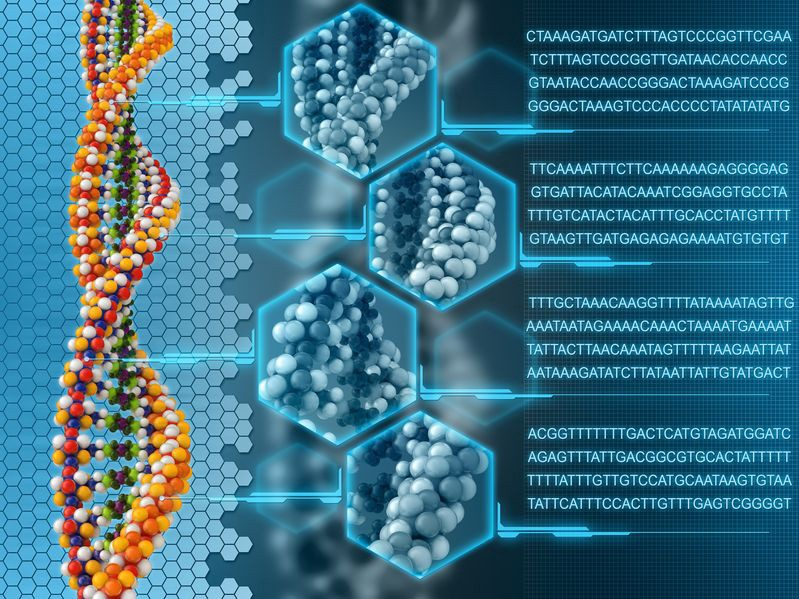 CTAAAGATGATCTTTAGTCCCGGTTCGAA
TCTTTAGTCCCGGTTGATAACACCAACC
GTAATACCAACCGGGACTAAAGATCCCG
GGGACTAAAGTCCCACCCCTATATATATG
TTCAAAATTTCTTCAAAAAAGAGGGGAG
GTGATTACATACAAATCGGAGGTGCCTA
TTTGTCATACTACATTTGCACCTATGTTTT
GTAAGTTGATGAGAGAGAAAATGTGTGT
TTTGCTAAACAAGGTTTTATAAAATAGTTG
AAATAATAGAAAACAAACTAAAATGAAAAT
TATTACTTAACAAATAGTTTTTAAGAATTAT
AATAAAGATATCTTATAATTATTGTATGACT
ACGGTTTTTTTGACTCATGTAGATGGATC
AGAGTTTATTGACGGCGTGCACTATTTTT
TTTTATTTGTTGTCCATGCAATAAGTGTAA
TATTCATTTCCACTTGTTTGAGTCGGGGT